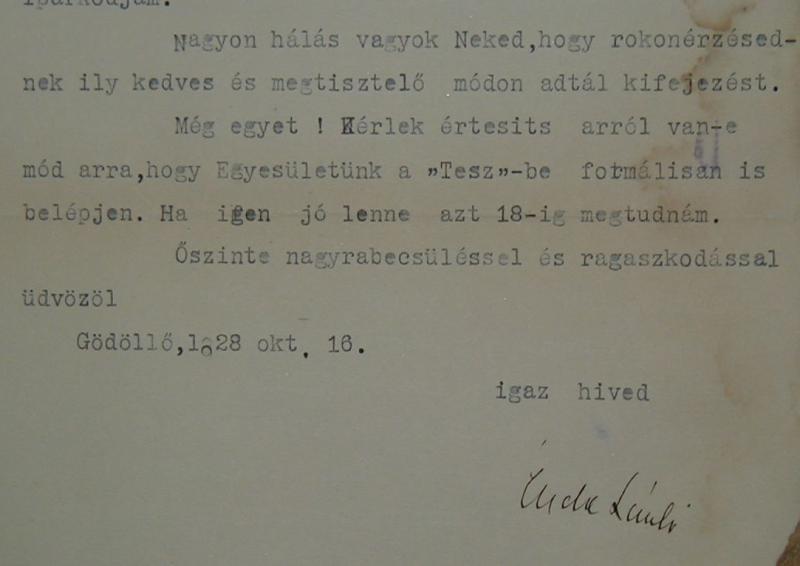 iparkodjam.
Nagyon hálás vagyok Neked,hogy rokonérzésed-
nek ily kedves és megtisztelő módon adtál kifejezést.
Még egyet ! Kérlek értesits arról van-e
mód arra,hogy Egyesületünk a „Tesz”-be formálisan is
belépjen. Ha igen jó lenne azt 18-ig megtudnám.
Őszinte nagyrabecsüléssel és ragaszkodással
üdvözöl
Gödöllő,1928 okt. 16.
igaz hived
László